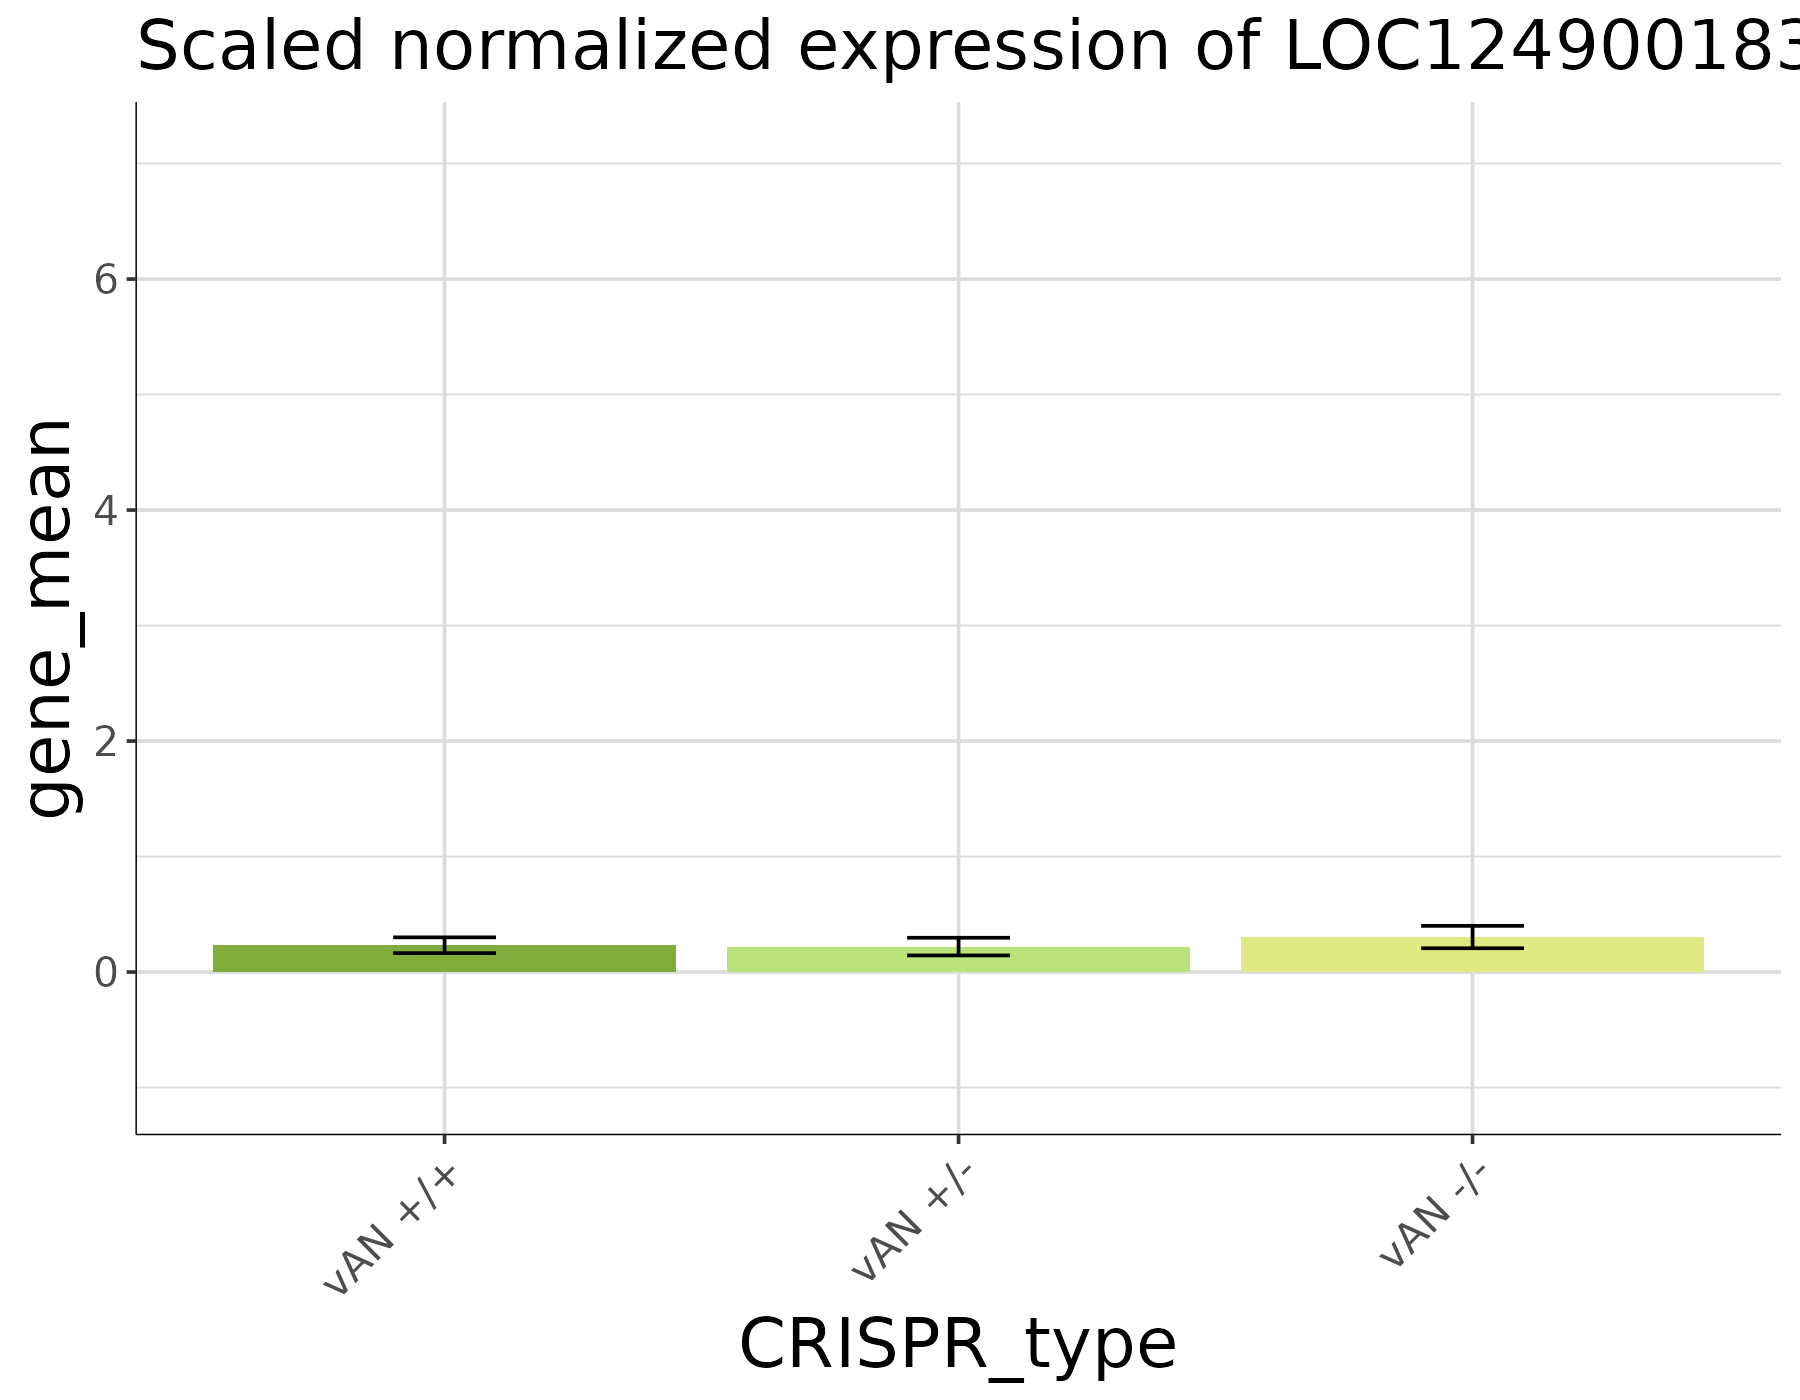 Scaled normalized expression of LOC124900183
6
4
2
0
gene_mean
vAN +/+
vAN +/-
vAN -/-
CRISPR_type